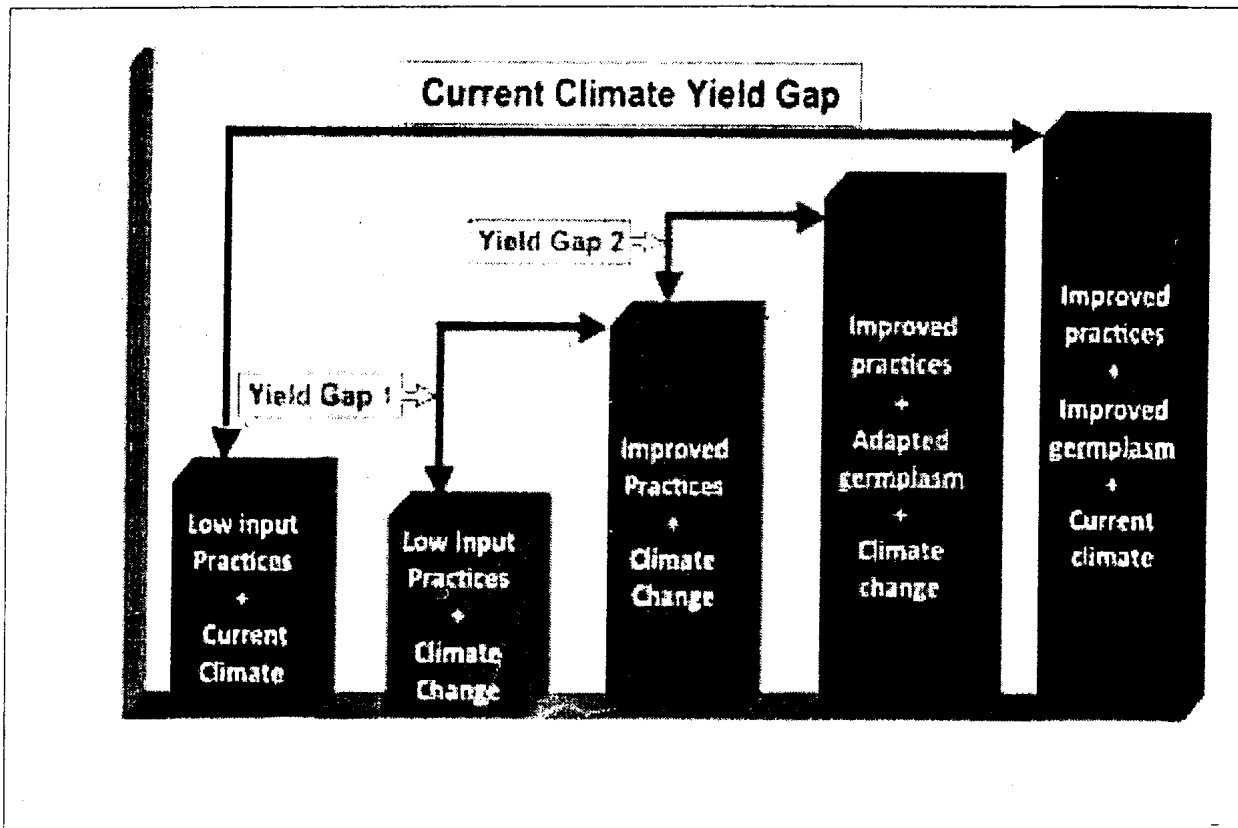 Current Climate Yield Gap
Yield Gap 2
Yield Gap 1
Low input
Practices
+
Current
Climate
Low Input
Practices
+
Climate
Change
Improved
Practices
+
Climate
Change
Improved
practices
+
Adapted
germplasm
+
Climate
change
Improved
practices
+
Improved
germplasm
+
Current
climate